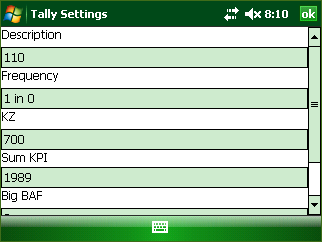 Tally Settings 8:10 ok
Description
110
Frequency
1 in 0
KZ
700
Sum KPI
1989
Big BAF